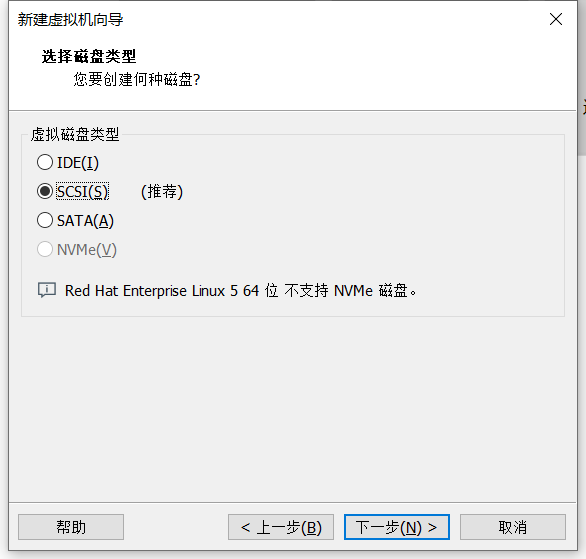 新建虚拟机向导
选择磁盘类型
您要创建何种磁盘?
虚拟磁盘类型
IDE(I)
SCSI(S) (推荐)
SATA(A)
NVMe(V)
Red Hat Enterprise Linux 5 64 位 不支持 NVMe 磁盘。
帮助 < 上一步(B) 下一步(N) > 取消